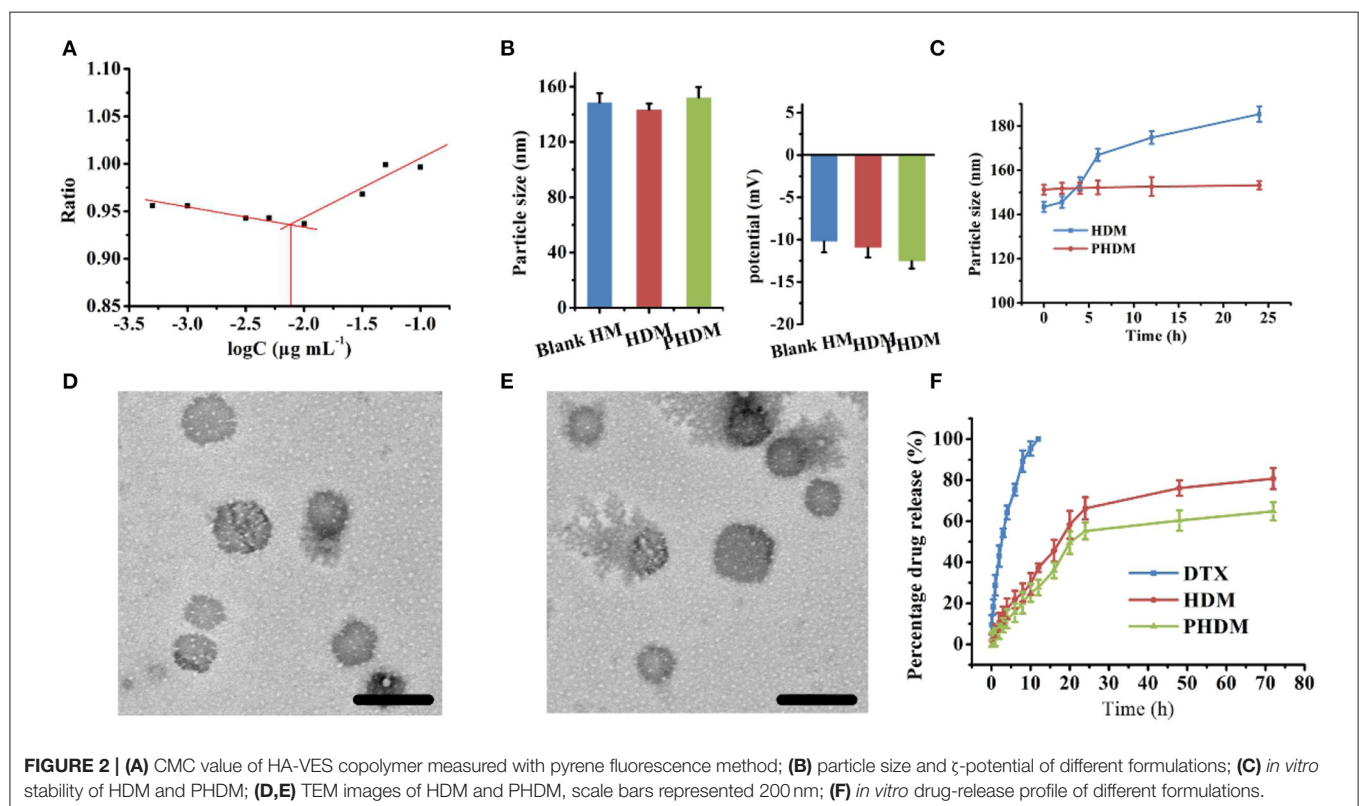 A
1.10
1.05
1.00
0.95
0.90
0.85
Ratio
-3.5 -3.0 -2.5 -2.0 -1.5 -1.0
logC (µg mL⁻¹)
B
160
120
80
40
0
Particle size (nm)
Blank HM HDM PHDM
5
0
-5
-10
-15
-20
potential (mV)
Blank HM HDM PHDM
C
180
160
140
120
100
Particle size (nm)
HDM
PHDM
0 5 10 15 20 25
Time (h)
D
E
F
100
80
60
40
20
0
Percentage drug release (%)
DTX
HDM
PHDM
0 10 20 30 40 50 60 70 80
Time (h)
FIGURE 2 | (A) CMC value of HA-VES copolymer measured with pyrene fluorescence method; (B) particle size and ζ-potential of different formulations; (C) in vitro
stability of HDM and PHDM; (D,E) TEM images of HDM and PHDM, scale bars represented 200 nm; (F) in vitro drug-release profile of different formulations.